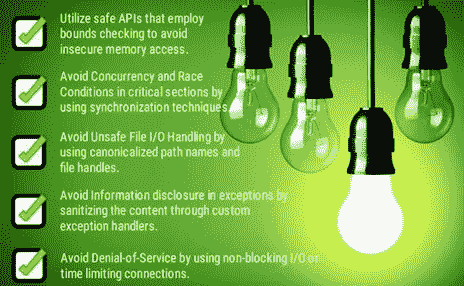 Utilize safe APIs that employ
bounds checking to avoid
insecure memory access.
Avoid Concurrency and Race
Conditions in critical sections by
using synchronization techniques.
Avoid Unsafe File I/O Handling by
using canonicalized path names and
file handles.
Avoid Information disclosure in exceptions by
sanitizing the content through custom
exception handlers.
Avoid Denial-of-Service by using non-blocking I/O or
time limiting connections.